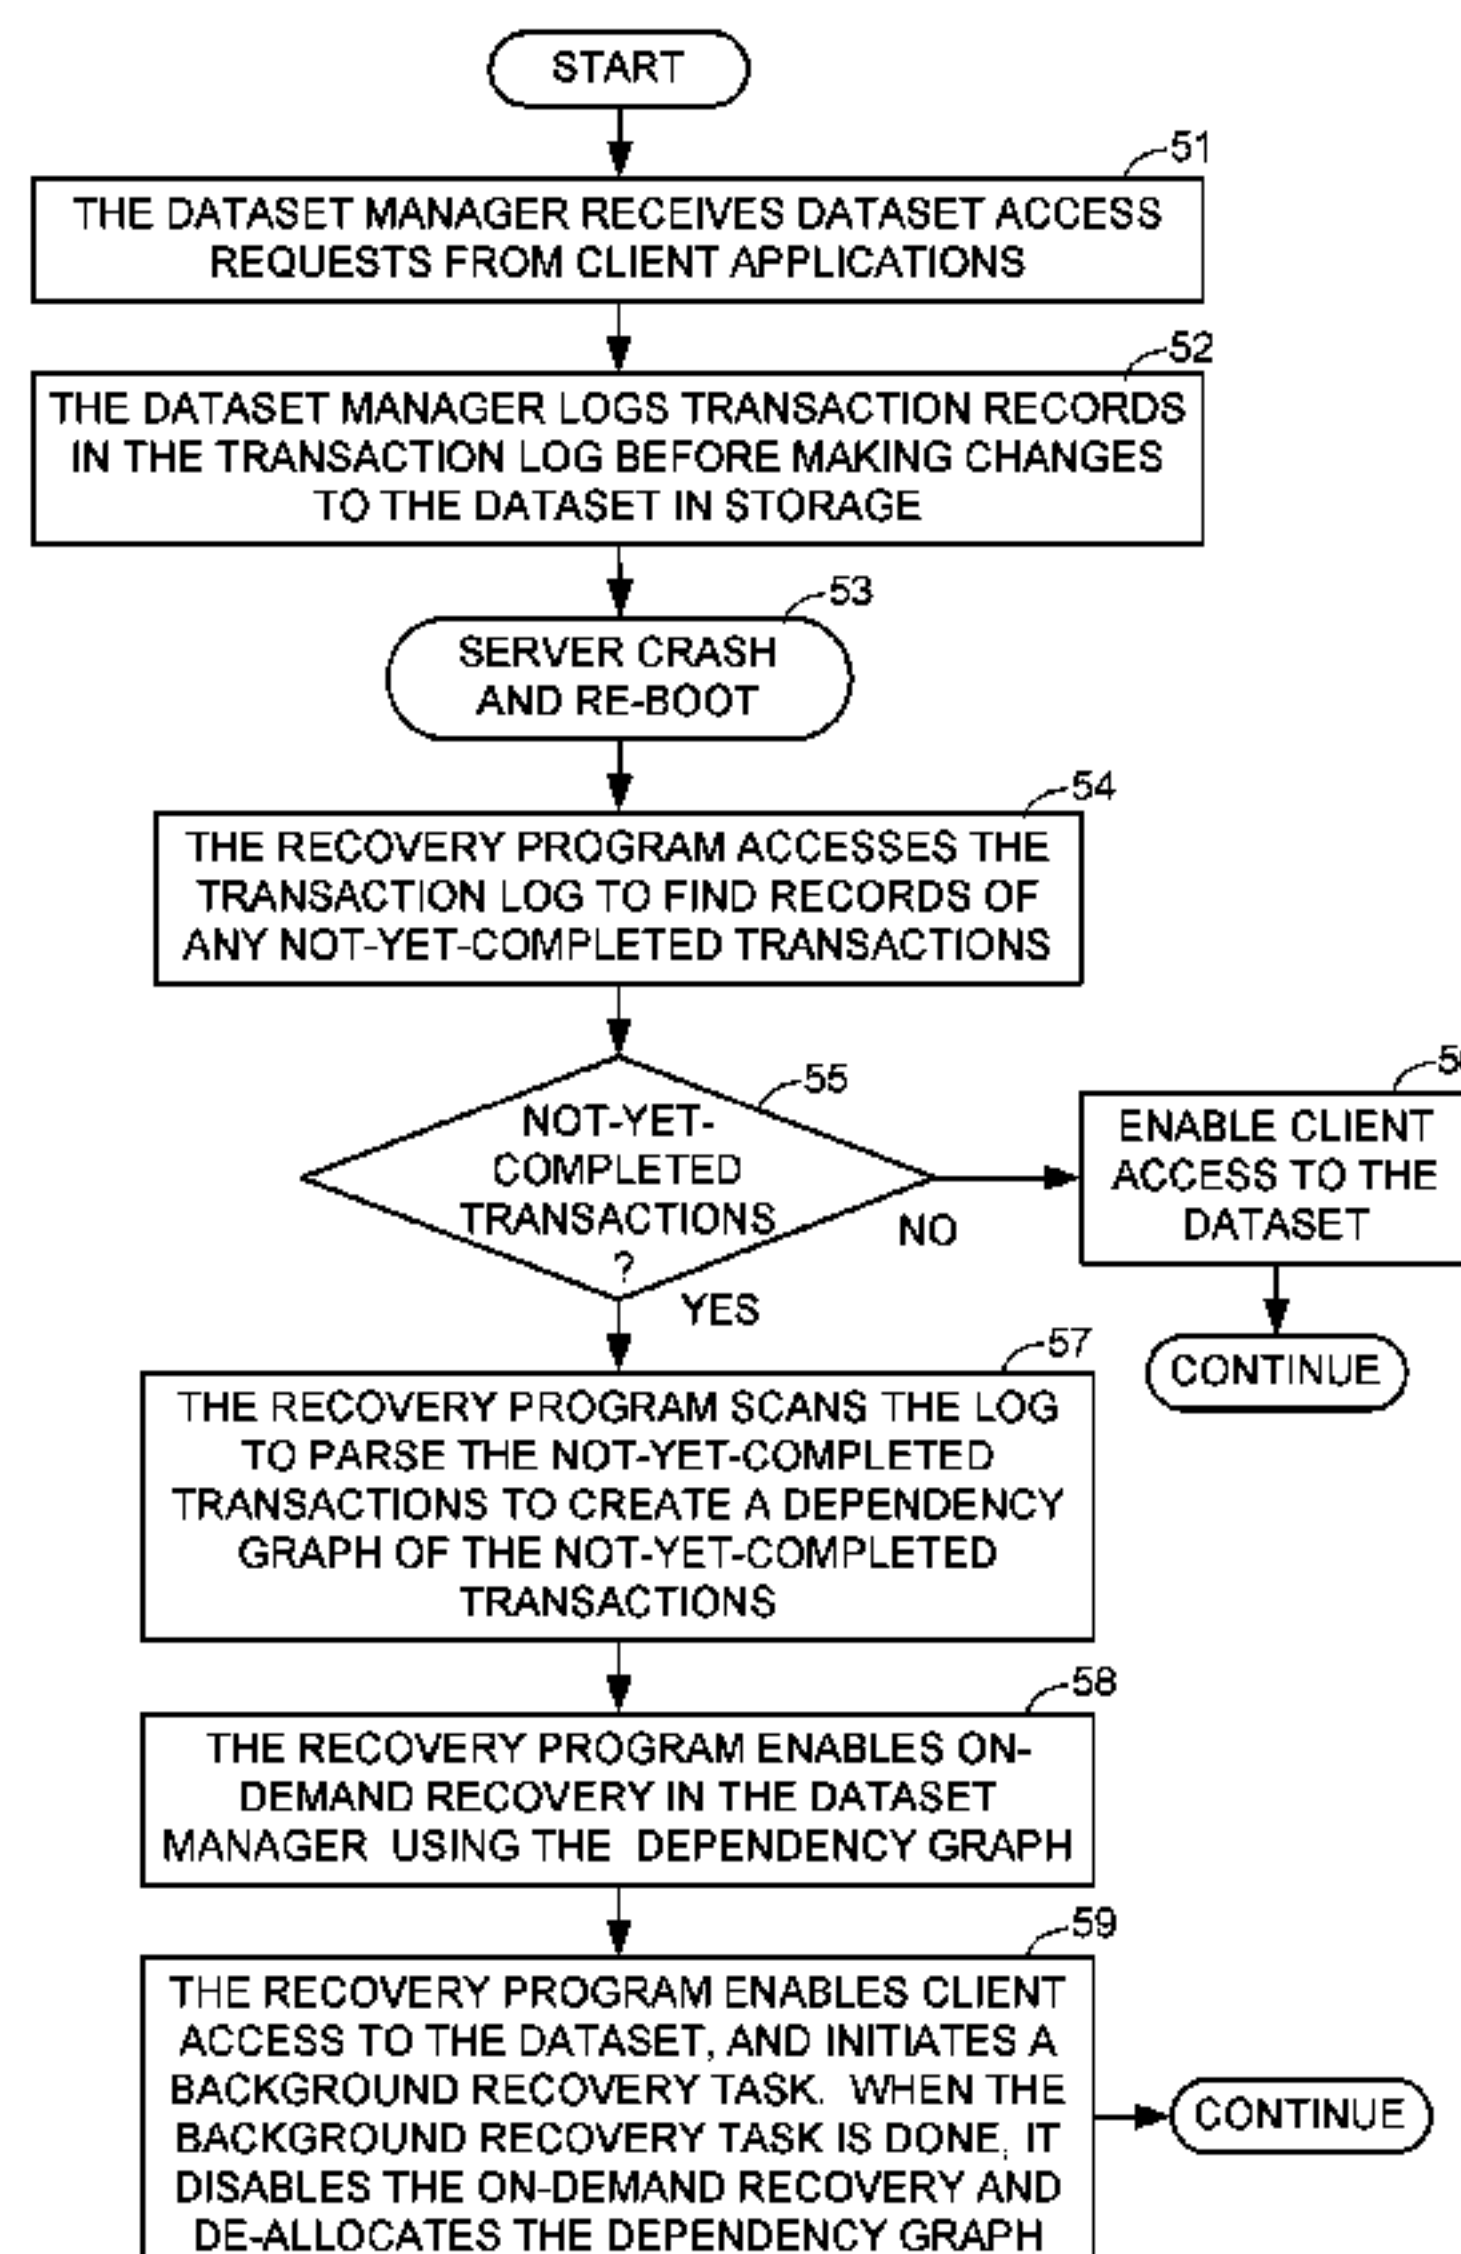 START
51
THE DATASET MANAGER RECEIVES DATASET ACCESS
REQUESTS FROM CLIENT APPLICATIONS
52
THE DATASET MANAGER LOGS TRANSACTION RECORDS
IN THE TRANSACTION LOG BEFORE MAKING CHANGES
TO THE DATASET IN STORAGE
53
SERVER CRASH
AND RE-BOOT
54
THE RECOVERY PROGRAM ACCESSES THE
TRANSACTION LOG TO FIND RECORDS OF
ANY NOT-YET-COMPLETED TRANSACTIONS
55
NOT-YET-
COMPLETED
TRANSACTIONS
?
NO
YES
ENABLE CLIENT
ACCESS TO THE
DATASET
CONTINUE
57
THE RECOVERY PROGRAM SCANS THE LOG
TO PARSE THE NOT-YET-COMPLETED
TRANSACTIONS TO CREATE A DEPENDENCY
GRAPH OF THE NOT-YET-COMPLETED
TRANSACTIONS
58
THE RECOVERY PROGRAM ENABLES ON-
DEMAND RECOVERY IN THE DATASET
MANAGER USING THE DEPENDENCY GRAPH
59
THE RECOVERY PROGRAM ENABLES CLIENT
ACCESS TO THE DATASET, AND INITIATES A
BACKGROUND RECOVERY TASK. WHEN THE
BACKGROUND RECOVERY TASK IS DONE, IT
DISABLES THE ON-DEMAND RECOVERY AND
DE-ALLOCATES THE DEPENDENCY GRAPH
CONTINUE